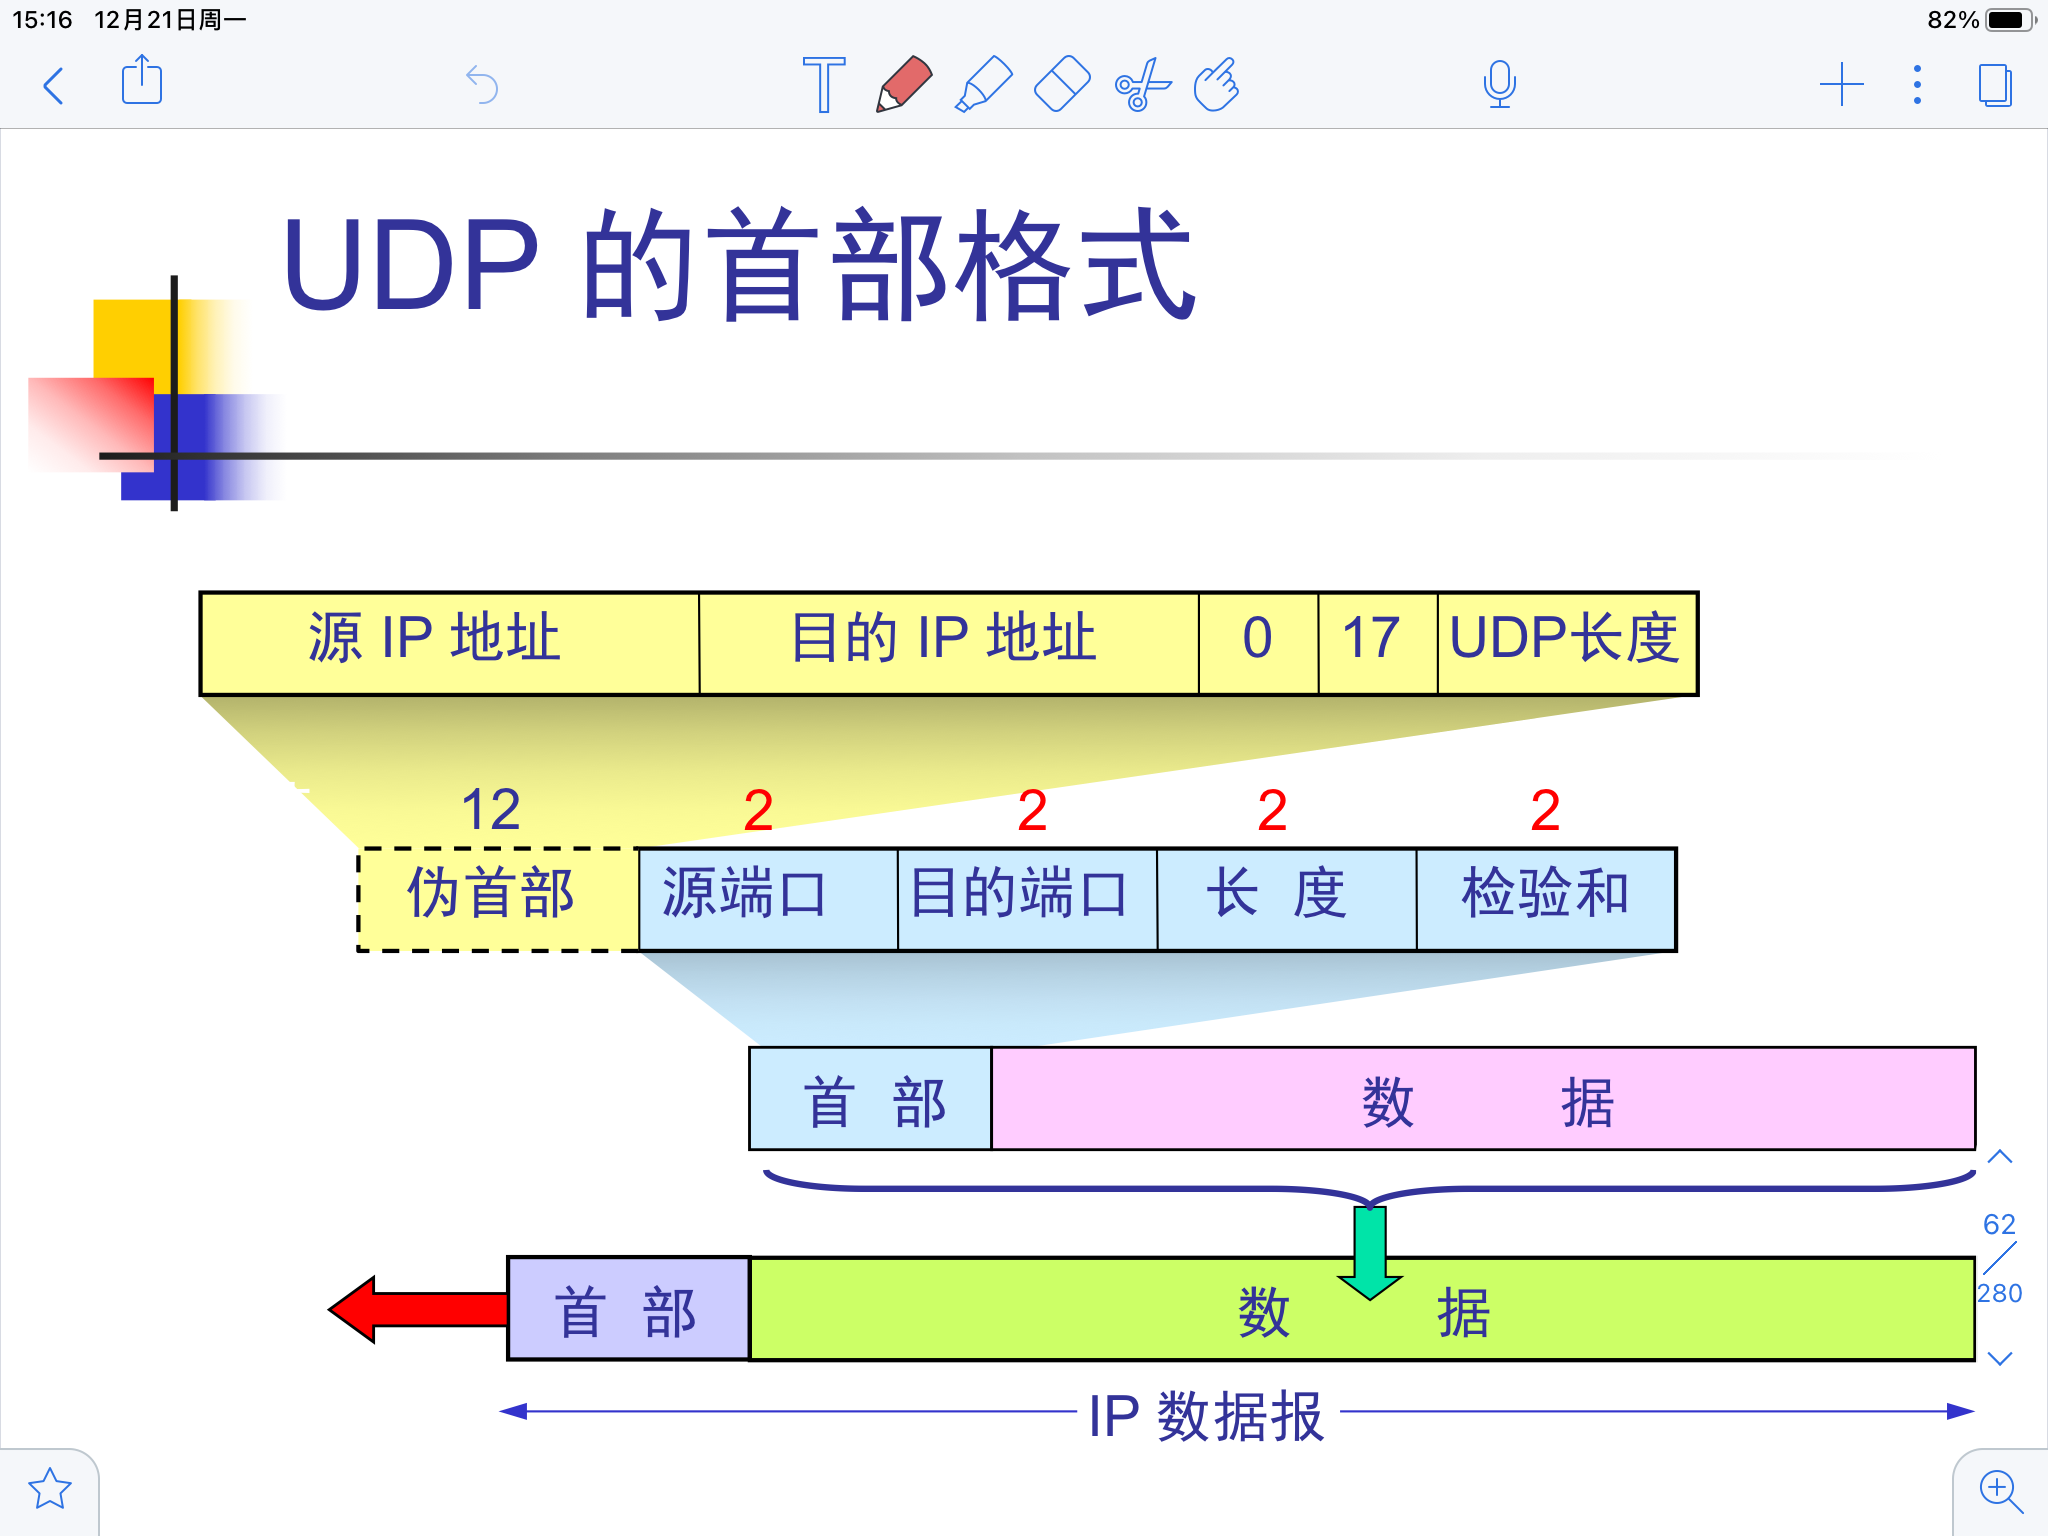 15:16 12月21日周一 82%
UDP 的首部格式
源 IP 地址 目的 IP 地址 0 17 UDP长度
12 2 2 2 2
伪首部 源端口 目的端口 长 度 检验和
首 部 数 据
62
280
首 部 数 据
IP 数据报